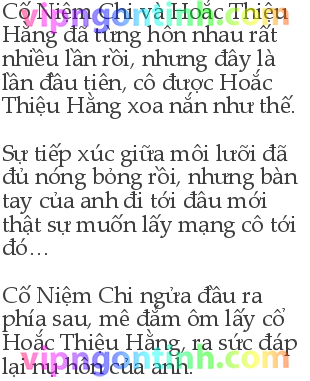 vipngontinh.com
Cố Niệm Chi và Hoắc Thiệu
Hằng đã từng hôn nhau rất
nhiều lần rồi, nhưng đây là
lần đầu tiên, cô được Hoắc
Thiệu Hằng xoa nắn như thế.
Sự tiếp xúc giữa môi lưỡi đã
đủ nóng bỏng rồi, nhưng bàn
tay của anh đi tới đâu mới
thật sự muốn lấy mạng cô tới
đó...
Cố Niệm Chi ngửa đầu ra
phía sau, mê đắm ôm lấy cổ
Hoắc Thiệu Hằng, ra sức đáp
lại nụ hôn của anh.
vipngontinh.com